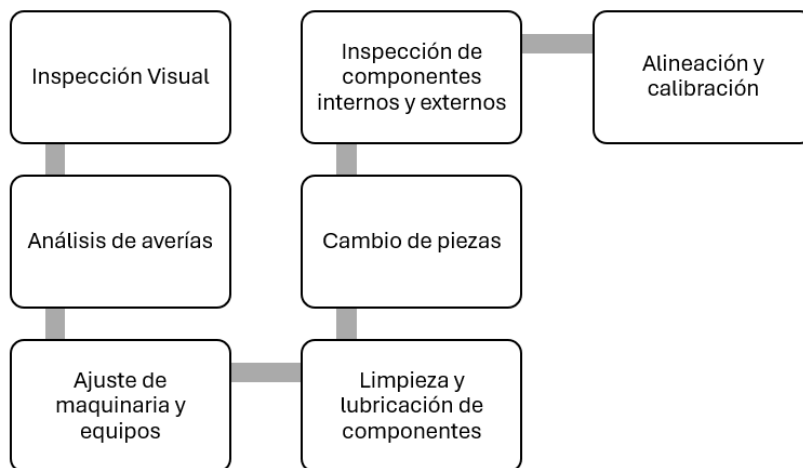 Inspección Visual
Análisis de averías
Ajuste de
maquinaria y
equipos
Limpieza y
lubricación de
componentes
Cambio de piezas
Inspección de
componentes
internos y externos
Alineación y
calibración